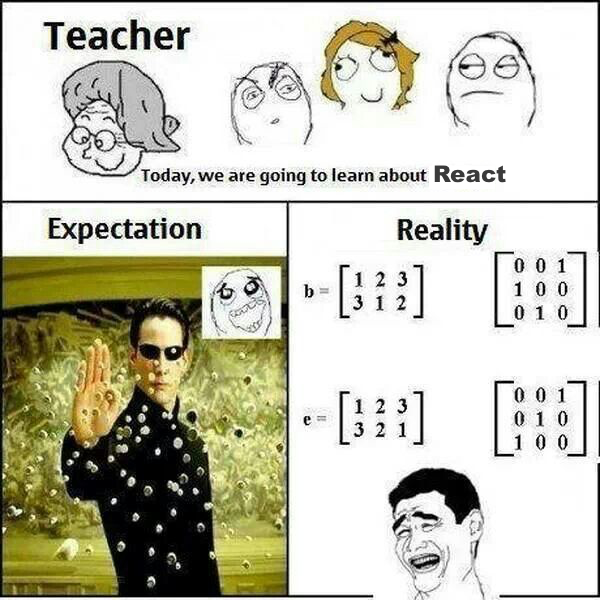 Teacher
Today, we are going to learn about React
Expectation
Reality
b = [1 2 3
3 1 2]
[0 0 1
1 0 0
0 1 0]
e = [1 2 3
3 2 1]
[0 0 1
0 1 0
1 0 0]